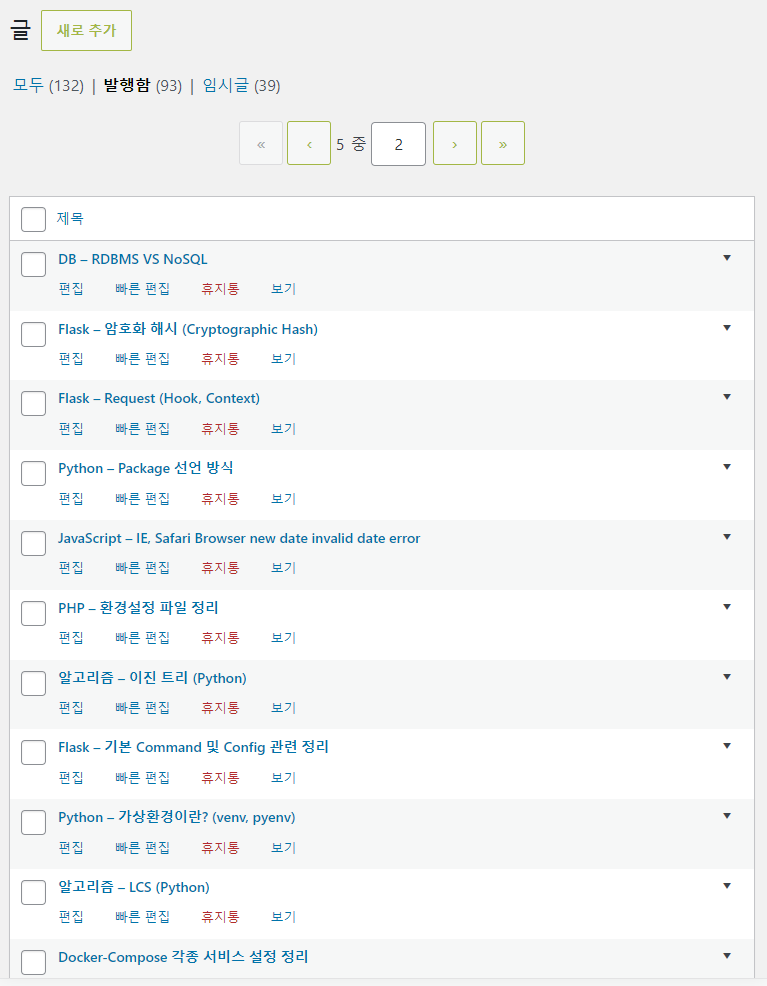 글 새로 추가
모두 (132) | 발행함 (93) | 임시글 (39)
« ‹ 5 중 2 › »
제목
DB – RDBMS VS NoSQL
편집 빠른 편집 휴지통 보기
Flask – 암호화 해시 (Cryptographic Hash)
편집 빠른 편집 휴지통 보기
Flask – Request (Hook, Context)
편집 빠른 편집 휴지통 보기
Python – Package 선언 방식
편집 빠른 편집 휴지통 보기
JavaScript – IE, Safari Browser new date invalid date error
편집 빠른 편집 휴지통 보기
PHP – 환경설정 파일 정리
편집 빠른 편집 휴지통 보기
알고리즘 – 이진 트리 (Python)
편집 빠른 편집 휴지통 보기
Flask – 기본 Command 및 Config 관련 정리
편집 빠른 편집 휴지통 보기
Python – 가상환경이란? (venv, pyenv)
편집 빠른 편집 휴지통 보기
알고리즘 – LCS (Python)
편집 빠른 편집 휴지통 보기
Docker-Compose 각종 서비스 설정 정리